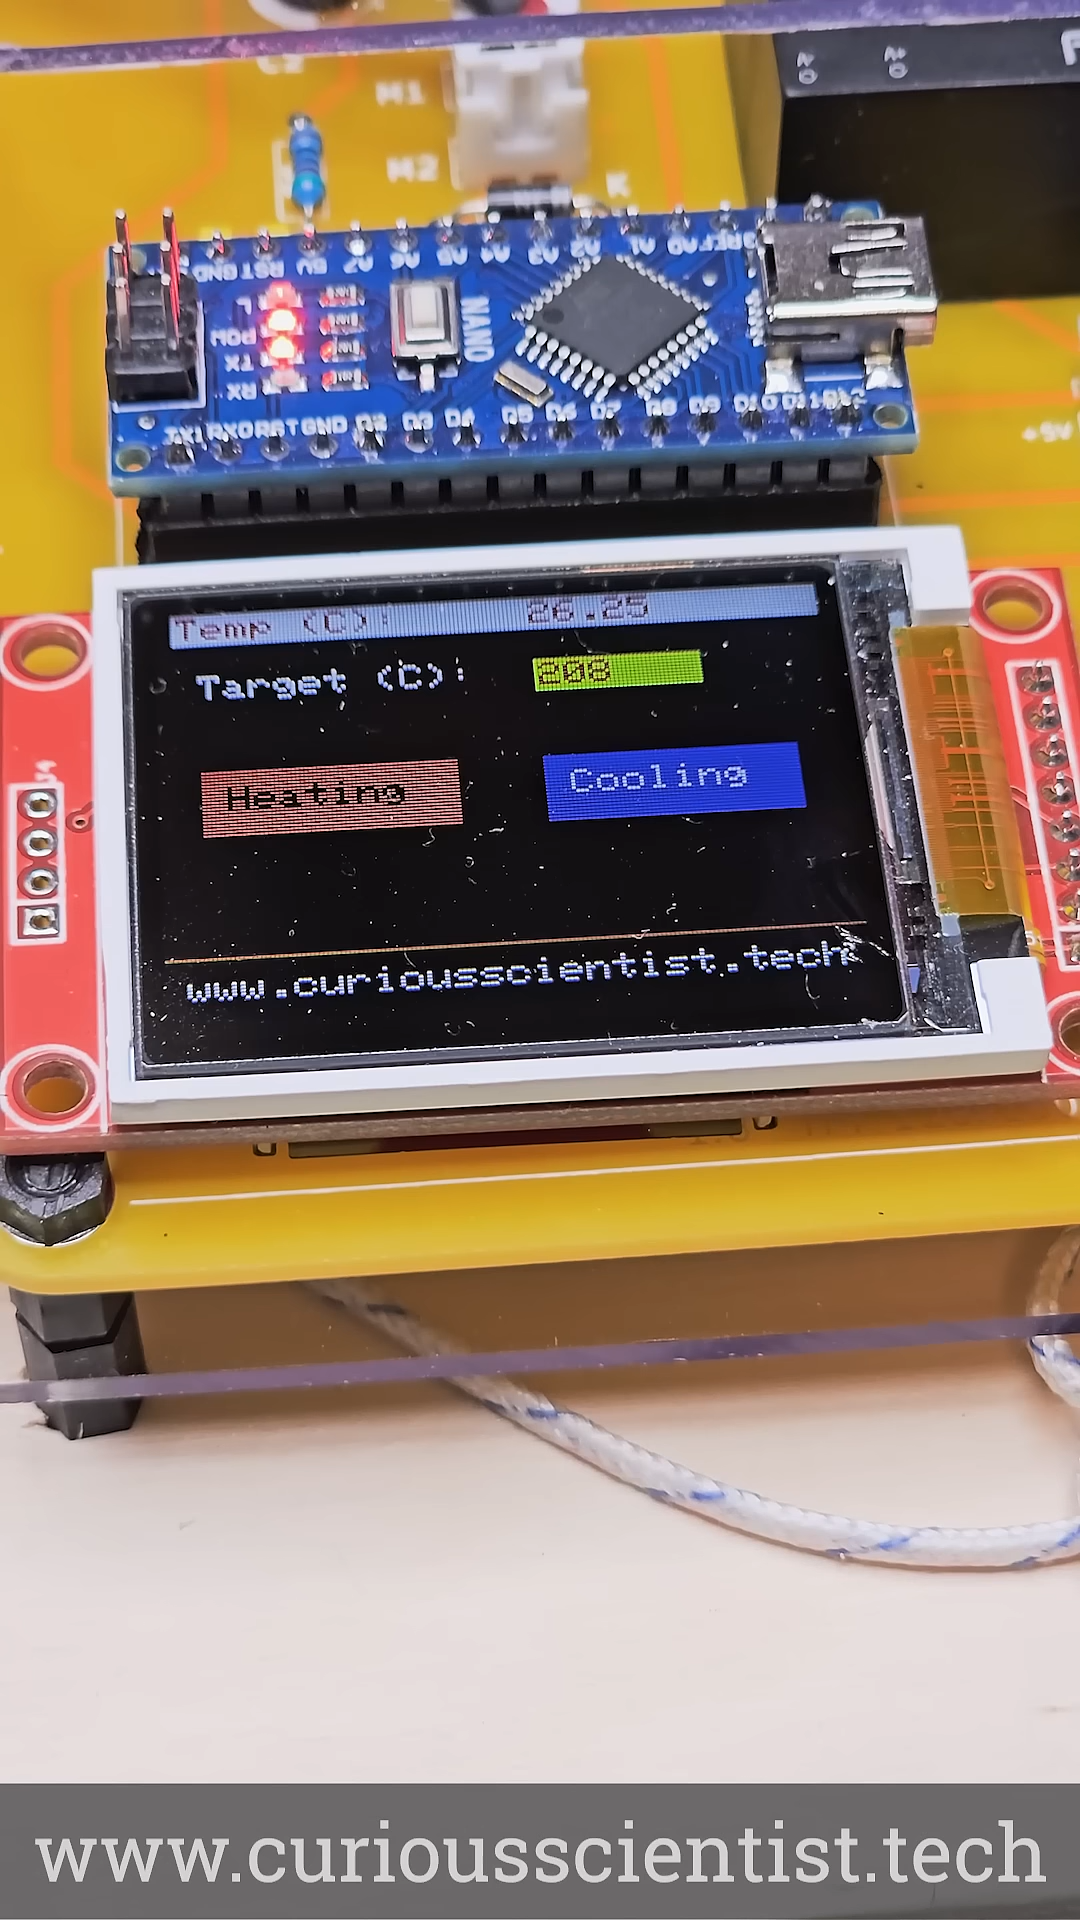 M1
M2
K
GND RST 5V A7 A6 A5 A4 A3 A2 A1 A0 REF
L
POW
TX
RX
NANO
TX1 RX0 RST GND D2 D3 D4 D5 D6 D7 D8 D9 D10 D11 D12
+5V
Temp (C): 26.25
Target (C): 208
Heating Cooling
www.curiousscientist.tech
J4
www.curiousscientist.tech